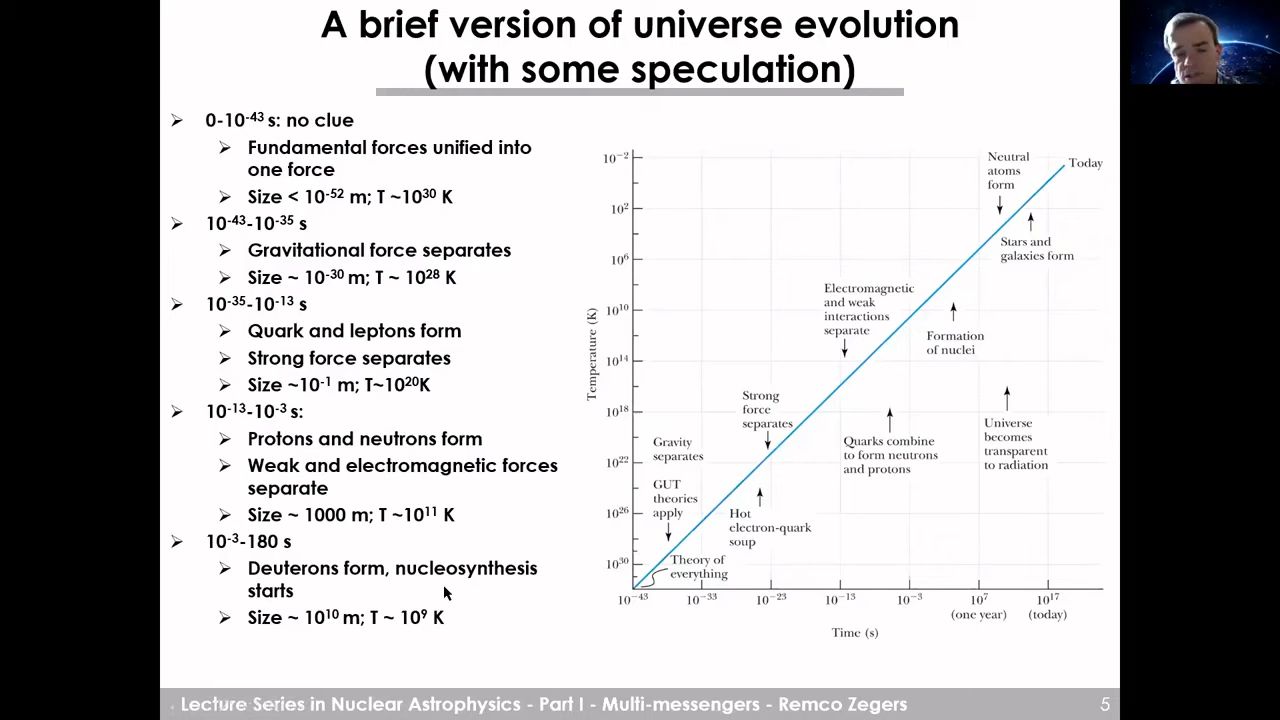 A brief version of universe evolution
(with some speculation)
➢ 0-10⁻⁴³ s: no clue
➢ Fundamental forces unified into
one force
➢ Size < 10⁻⁵² m; T ~10³⁰ K
➢ 10⁻⁴³-10⁻³⁵ s
➢ Gravitational force separates
➢ Size ~ 10⁻³⁰ m; T ~ 10²⁸ K
➢ 10⁻³⁵-10⁻¹³ s
➢ Quark and leptons form
➢ Strong force separates
➢ Size ~10⁻¹ m; T~10²⁰K
➢ 10⁻¹³-10⁻³ s:
➢ Protons and neutrons form
➢ Weak and electromagnetic forces
separate
➢ Size ~ 1000 m; T ~10¹¹ K
➢ 10⁻³-180 s
➢ Deuterons form, nucleosynthesis
starts
➢ Size ~ 10¹⁰ m; T ~ 10⁹ K
Temperature (K)
10⁻²
10²
10⁶
10¹⁰
10¹⁴
10¹⁸
10²²
10²⁶
10³⁰
Neutral
atoms
form
Today
Stars and
galaxies form
Electromagnetic
and weak
interactions
separate
Formation
of nuclei
Strong
force
separates
Quarks combine
to form neutrons
and protons
Universe
becomes
transparent
to radiation
Gravity
separates
GUT
theories
apply
Hot
electron-quark
soup
Theory of
everything
10⁻⁴³ 10⁻³³ 10⁻²³ 10⁻¹³ 10⁻³ 10⁷ 10¹⁷
(one year) (today)
Time (s)
Lecture Series in Nuclear Astrophysics - Part I - Multi-messengers - Remco Zegers 5